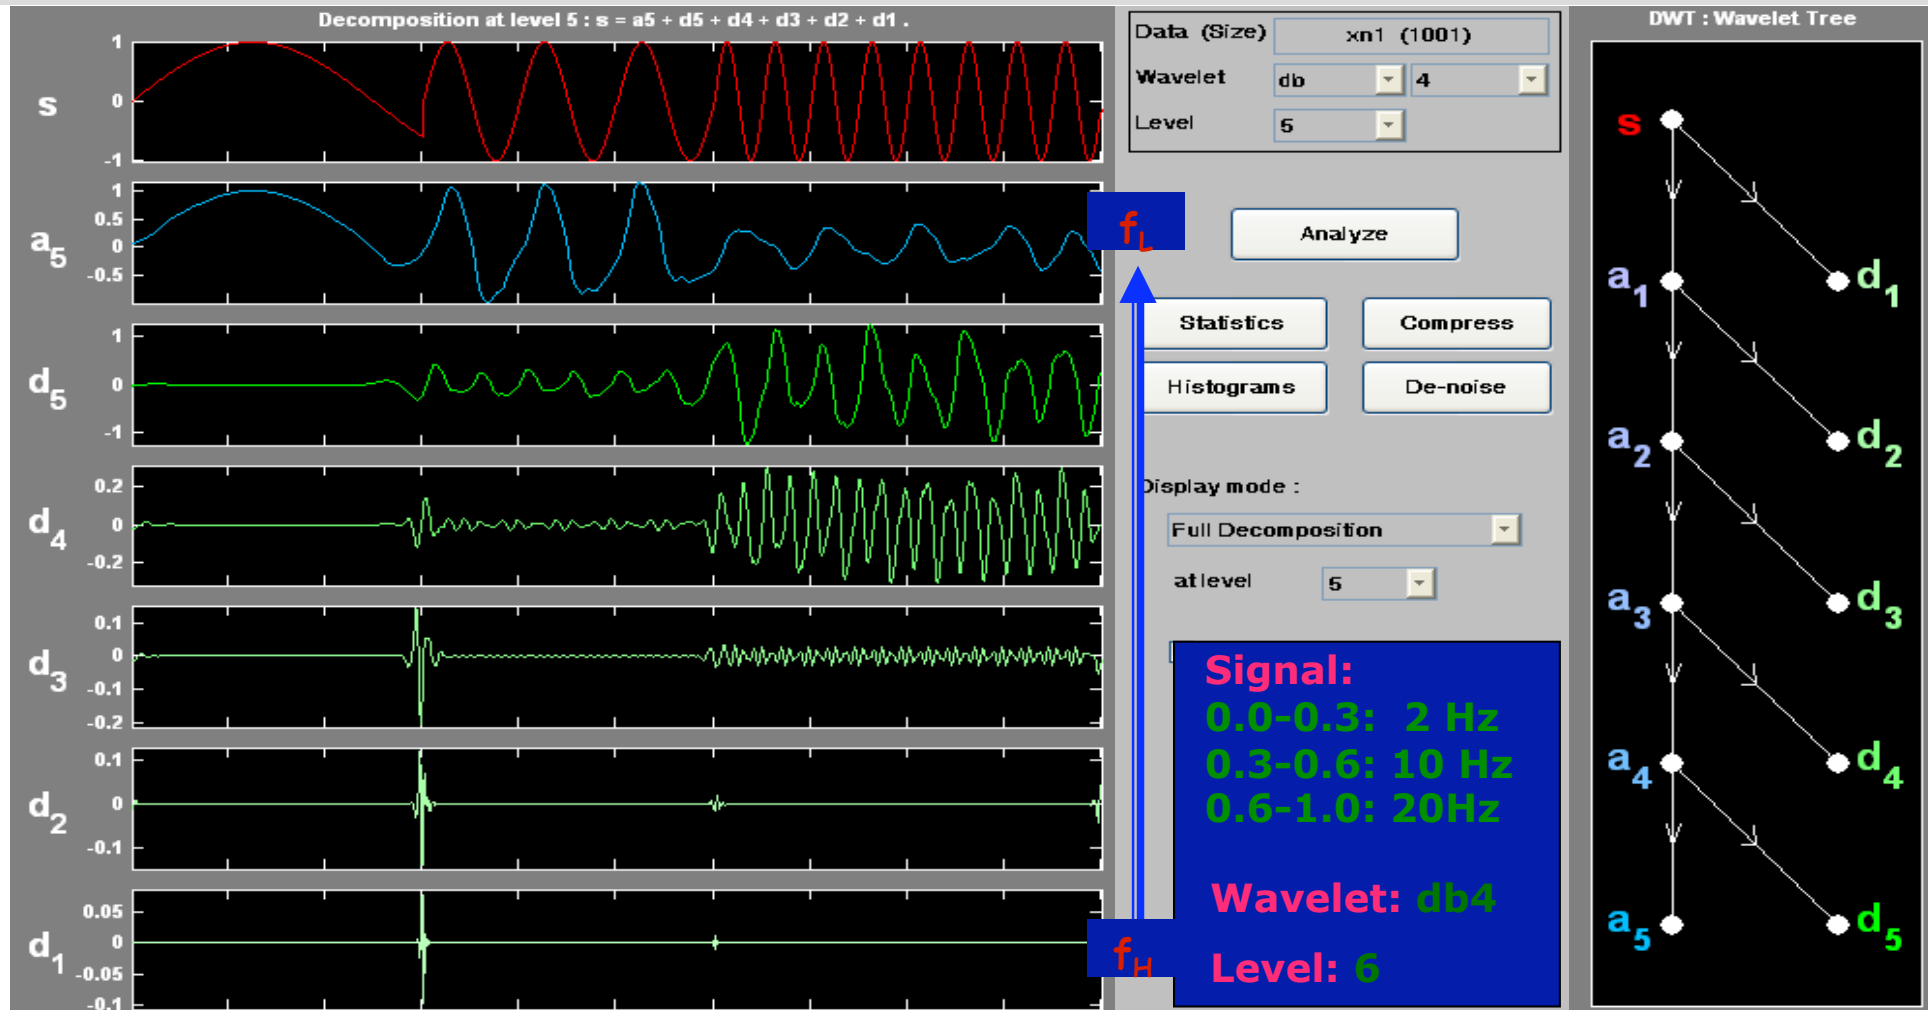 Decomposition at level 5 : s = a5 + d5 + d4 + d3 + d2 + d1 .
s
1
0
-1
a5
1
0.5
0
-0.5
d5
1
0
-1
d4
0.2
0
-0.2
d3
0.1
0
-0.1
-0.2
d2
0.1
0
-0.1
d1
0.05
0
-0.05
-0.1
fL
fH
Data (Size) xn1 (1001)
Wavelet db 4
Level 5
Analyze
Statistics Compress
Histograms De-noise
Display mode :
Full Decomposition
at level 5
Signal:
0.0-0.3: 2 Hz
0.3-0.6: 10 Hz
0.6-1.0: 20Hz
Wavelet: db4
Level: 6
DWT : Wavelet Tree
s
a1 d1
a2 d2
a3 d3
a4 d4
a5 d5